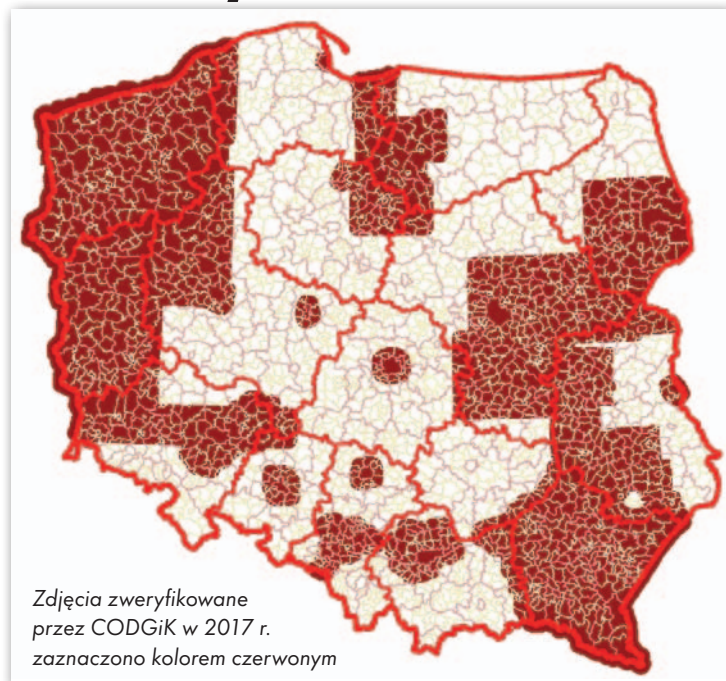 Zdjęcia zweryfikowane
przez CODGiK w 2017 r.
zaznaczono kolorem czerwonym